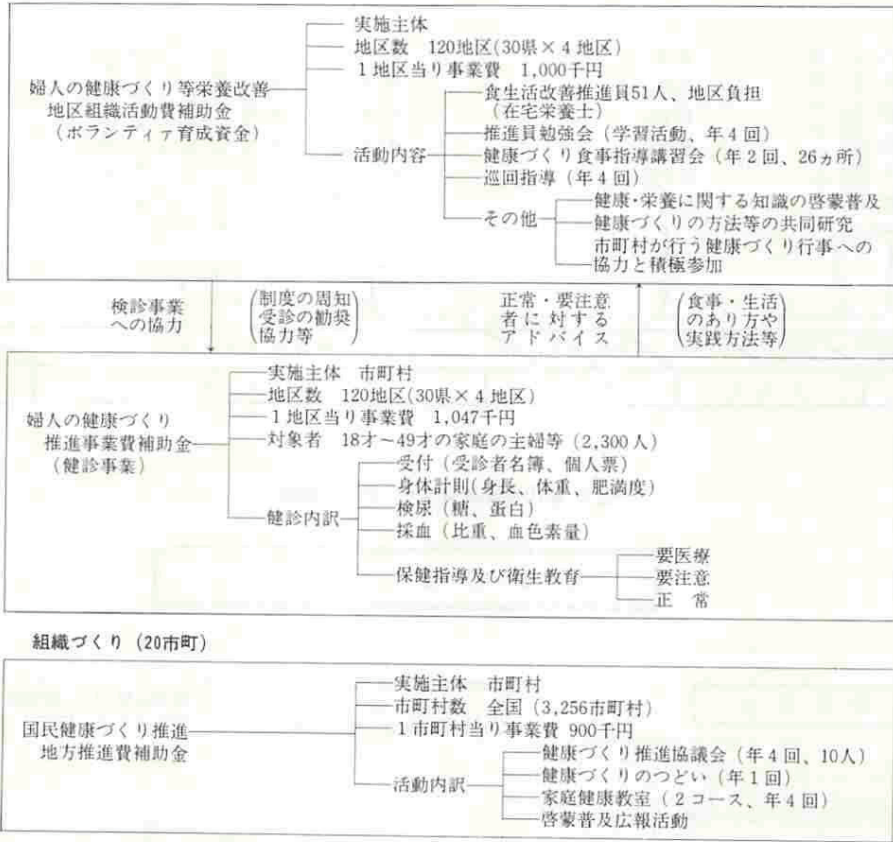 実施主体
地区数 120地区(30県×4地区)
1地区当り事業費 1,000千円
婦人の健康づくり等栄養改善
地区組織活動費補助金
(ボランティァ育成資金)
活動内容
食生活改善推進員51人、地区負担
(在宅栄養士)
推進員勉強会(学習活動、年4回)
健康づくり食事指導講習会(年2回、26ヵ所)
巡回指導(年4回)
その他
健康・栄養に関する知識の啓蒙普及
健康づくりの方法等の共同研究
市町村が行う健康づくり行事への
協力と積極参加
検診事業
への協力
(制度の周知
受診の勧奨
協力等)
正常・要注意
者に対する
アドバイス
(食事・生活
のあり方や
実践方法等)
実施主体 市町村
地区数 120地区(30県×4地区)
1地区当り事業費 1,047千円
対象者 18才~49才の家庭の主婦等(2,300人)
婦人の健康づくり
推進事業費補助金
(健診事業)
健診内訳
受付(受診者名簿、個人票)
身体計則(身長、体重、肥満度)
検尿(糖、蛋白)
採血(比重、血色素量)
保健指導及び衛生教育
要医療
要注意
正 常
組織づくり(20市町)
実施主体 市町村
市町村数 全国(3,256市町村)
1市町村当り事業費 900千円
国民健康づくり推進
地方推進費補助金
活動内訳
健康づくり推進協議会(年4回、10人)
健康づくりのつどい(年1回)
家庭健康教室(2コース、年4回)
啓蒙普及広報活動